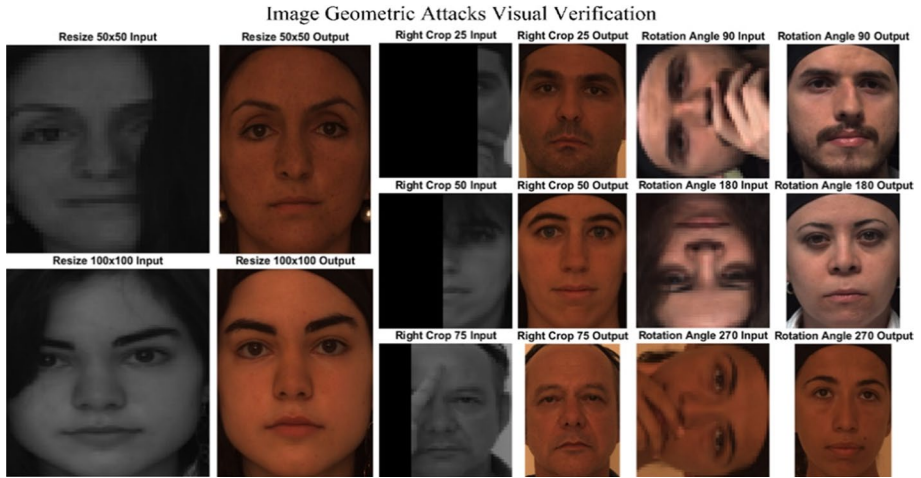 Image Geometric Attacks Visual Verification
Resize 50x50 Input
Resize 50x50 Output
Right Crop 25 Input
Right Crop 25 Output
Rotation Angle 90 Input
Rotation Angle 90 Output
Right Crop 50 Input
Right Crop 50 Output
Rotation Angle 180 Input
Rotation Angle 180 Output
Resize 100x100 Input
Resize 100x100 Output
Right Crop 75 Input
Right Crop 75 Output
Rotation Angle 270 Input
Rotation Angle 270 Output